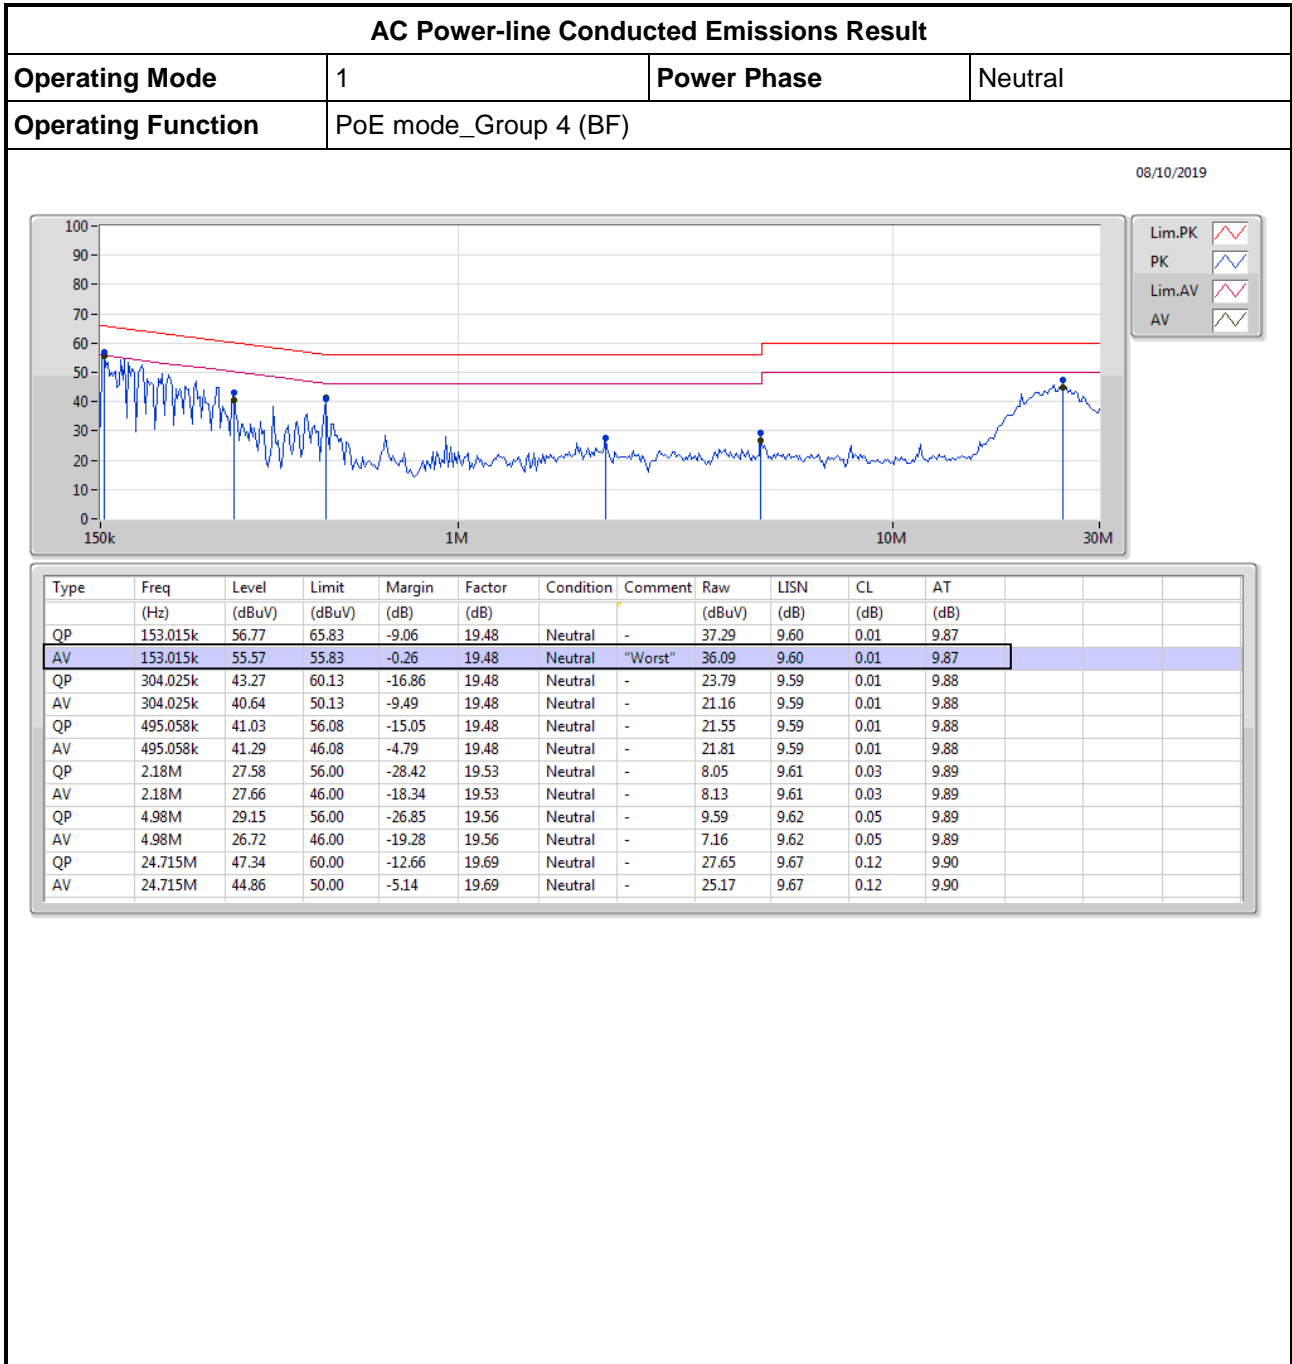 AC Power-line Conducted Emissions Result
Operating Mode 1 Power Phase Neutral
Operating Function PoE mode_Group 4 (BF)
08/10/2019
100
90
80
70
60
50
40
30
20
10
0
150k 1M 10M 30M
Lim.PK
PK
Lim.AV
AV
Type Freq Level Limit Margin Factor Condition Comment Raw LISN CL AT
(Hz) (dBuV) (dBuV) (dB) (dB) (dBuV) (dB) (dB) (dB)
QP 153.015k 56.77 65.83 -9.06 19.48 Neutral - 37.29 9.60 0.01 9.87
AV 153.015k 55.57 55.83 -0.26 19.48 Neutral "Worst" 36.09 9.60 0.01 9.87
QP 304.025k 43.27 60.13 -16.86 19.48 Neutral - 23.79 9.59 0.01 9.88
AV 304.025k 40.64 50.13 -9.49 19.48 Neutral - 21.16 9.59 0.01 9.88
QP 495.058k 41.03 56.08 -15.05 19.48 Neutral - 21.55 9.59 0.01 9.88
AV 495.058k 41.29 46.08 -4.79 19.48 Neutral - 21.81 9.59 0.01 9.88
QP 2.18M 27.58 56.00 -28.42 19.53 Neutral - 8.05 9.61 0.03 9.89
AV 2.18M 27.66 46.00 -18.34 19.53 Neutral - 8.13 9.61 0.03 9.89
QP 4.98M 29.15 56.00 -26.85 19.56 Neutral - 9.59 9.62 0.05 9.89
AV 4.98M 26.72 46.00 -19.28 19.56 Neutral - 7.16 9.62 0.05 9.89
QP 24.715M 47.34 60.00 -12.66 19.69 Neutral - 27.65 9.67 0.12 9.90
AV 24.715M 44.86 50.00 -5.14 19.69 Neutral - 25.17 9.67 0.12 9.90